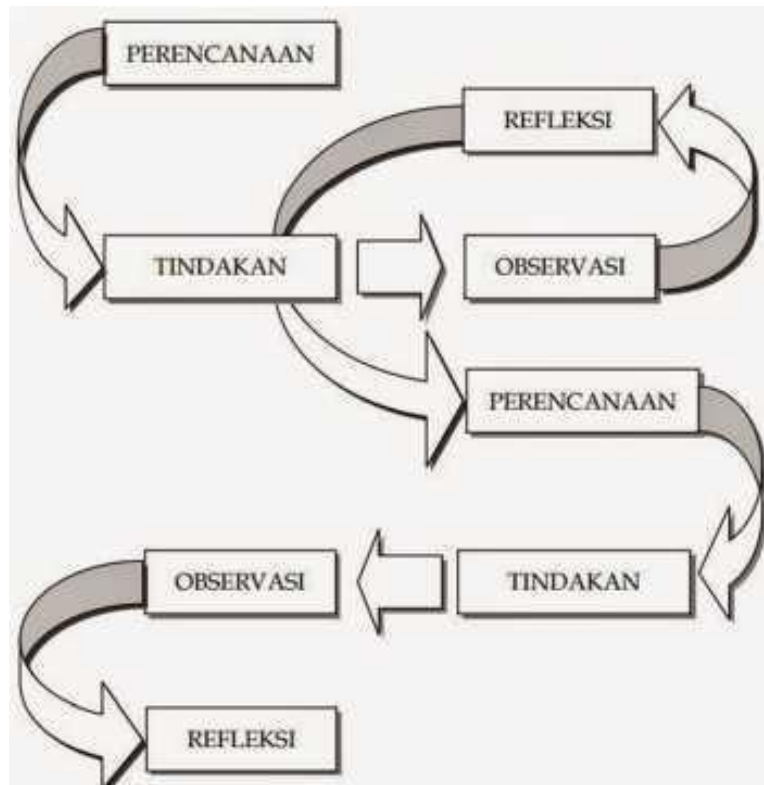 PERENCANAAN
REFLEKSI
TINDAKAN
OBSERVASI
PERENCANAAN
OBSERVASI
TINDAKAN
REFLEKSI